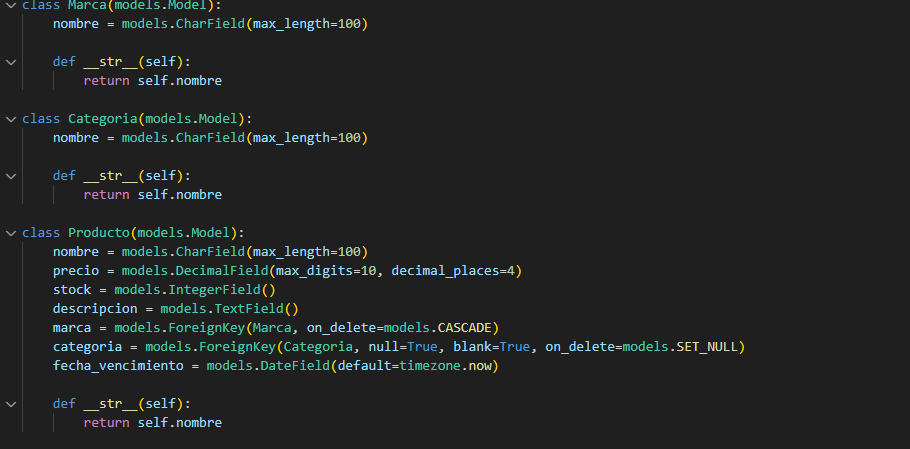 class Marca(models.Model):
    nombre = models.CharField(max_length=100)
    def __str__(self):
        return self.nombre
class Categoria(models.Model):
    nombre = models.CharField(max_length=100)
    def __str__(self):
        return self.nombre
class Producto(models.Model):
    nombre = models.CharField(max_length=100)
    precio = models.DecimalField(max_digits=10, decimal_places=4)
    stock = models.IntegerField()
    descripcion = models.TextField()
    marca = models.ForeignKey(Marca, on_delete=models.CASCADE)
    categoria = models.ForeignKey(Categoria, null=True, blank=True, on_delete=models.SET_NULL)
    fecha_vencimiento = models.DateField(default=timezone.now)
    def __str__(self):
        return self.nombre